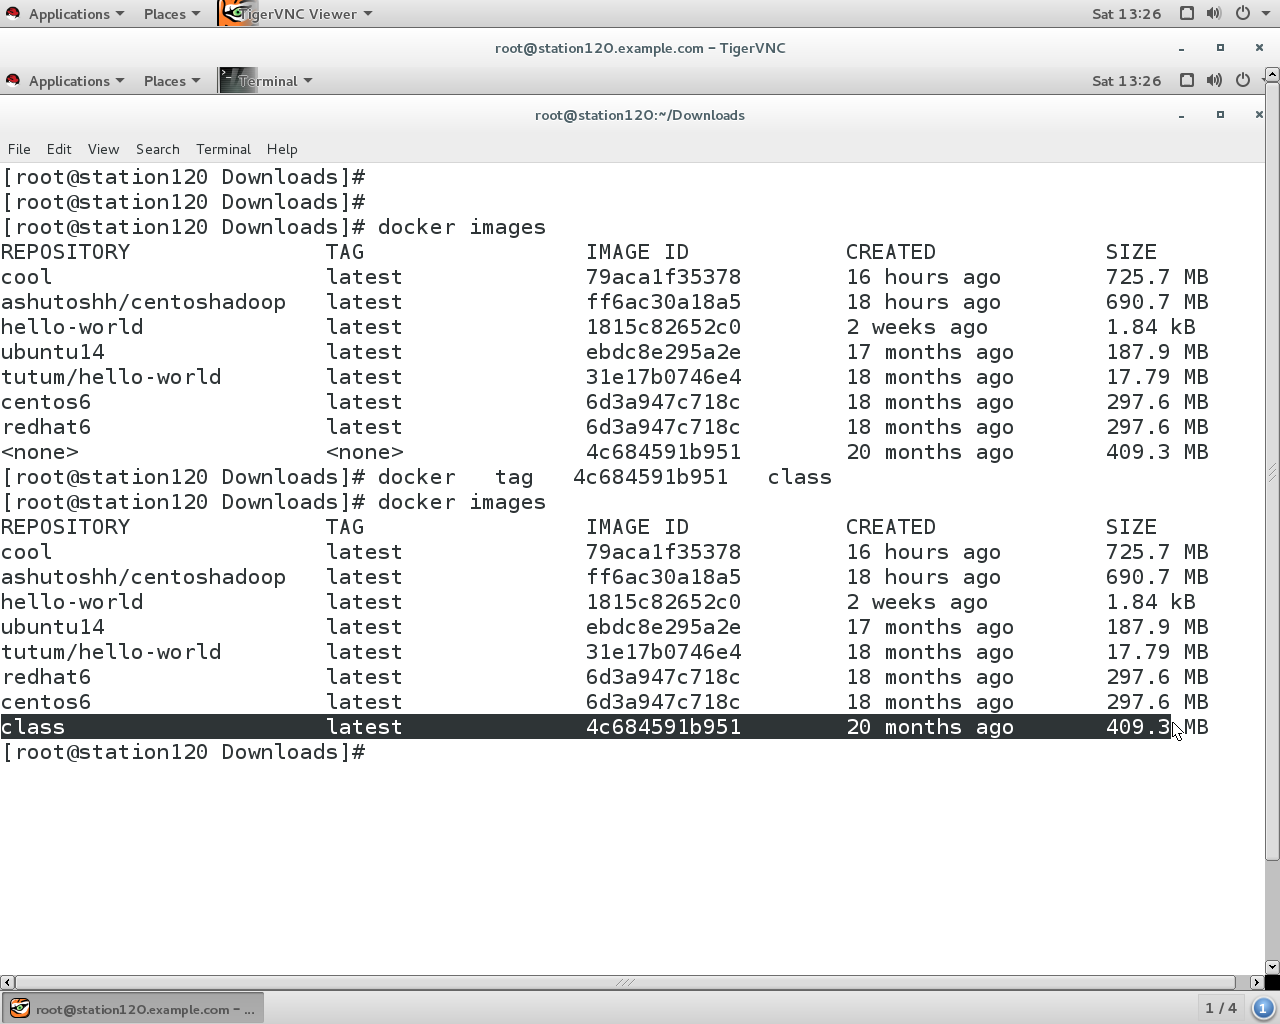 Applications Places TigerVNC Viewer Sat 13:26
root@station120.example.com - TigerVNC
Applications Places Terminal Sat 13:26
root@station120:~/Downloads
File Edit View Search Terminal Help
[root@station120 Downloads]#
[root@station120 Downloads]#
[root@station120 Downloads]# docker images
REPOSITORY TAG IMAGE ID CREATED SIZE
cool latest 79aca1f35378 16 hours ago 725.7 MB
ashutoshh/centoshadoop latest ff6ac30a18a5 18 hours ago 690.7 MB
hello-world latest 1815c82652c0 2 weeks ago 1.84 kB
ubuntu14 latest ebdc8e295a2e 17 months ago 187.9 MB
tutum/hello-world latest 31e17b0746e4 18 months ago 17.79 MB
centos6 latest 6d3a947c718c 18 months ago 297.6 MB
redhat6 latest 6d3a947c718c 18 months ago 297.6 MB
<none> <none> 4c684591b951 20 months ago 409.3 MB
[root@station120 Downloads]# docker   tag   4c684591b951   class
[root@station120 Downloads]# docker images
REPOSITORY TAG IMAGE ID CREATED SIZE
cool latest 79aca1f35378 16 hours ago 725.7 MB
ashutoshh/centoshadoop latest ff6ac30a18a5 18 hours ago 690.7 MB
hello-world latest 1815c82652c0 2 weeks ago 1.84 kB
ubuntu14 latest ebdc8e295a2e 17 months ago 187.9 MB
tutum/hello-world latest 31e17b0746e4 18 months ago 17.79 MB
redhat6 latest 6d3a947c718c 18 months ago 297.6 MB
centos6 latest 6d3a947c718c 18 months ago 297.6 MB
class latest 4c684591b951 20 months ago 409.3 MB
[root@station120 Downloads]#
root@station120.example.com - ... 1 / 4 1